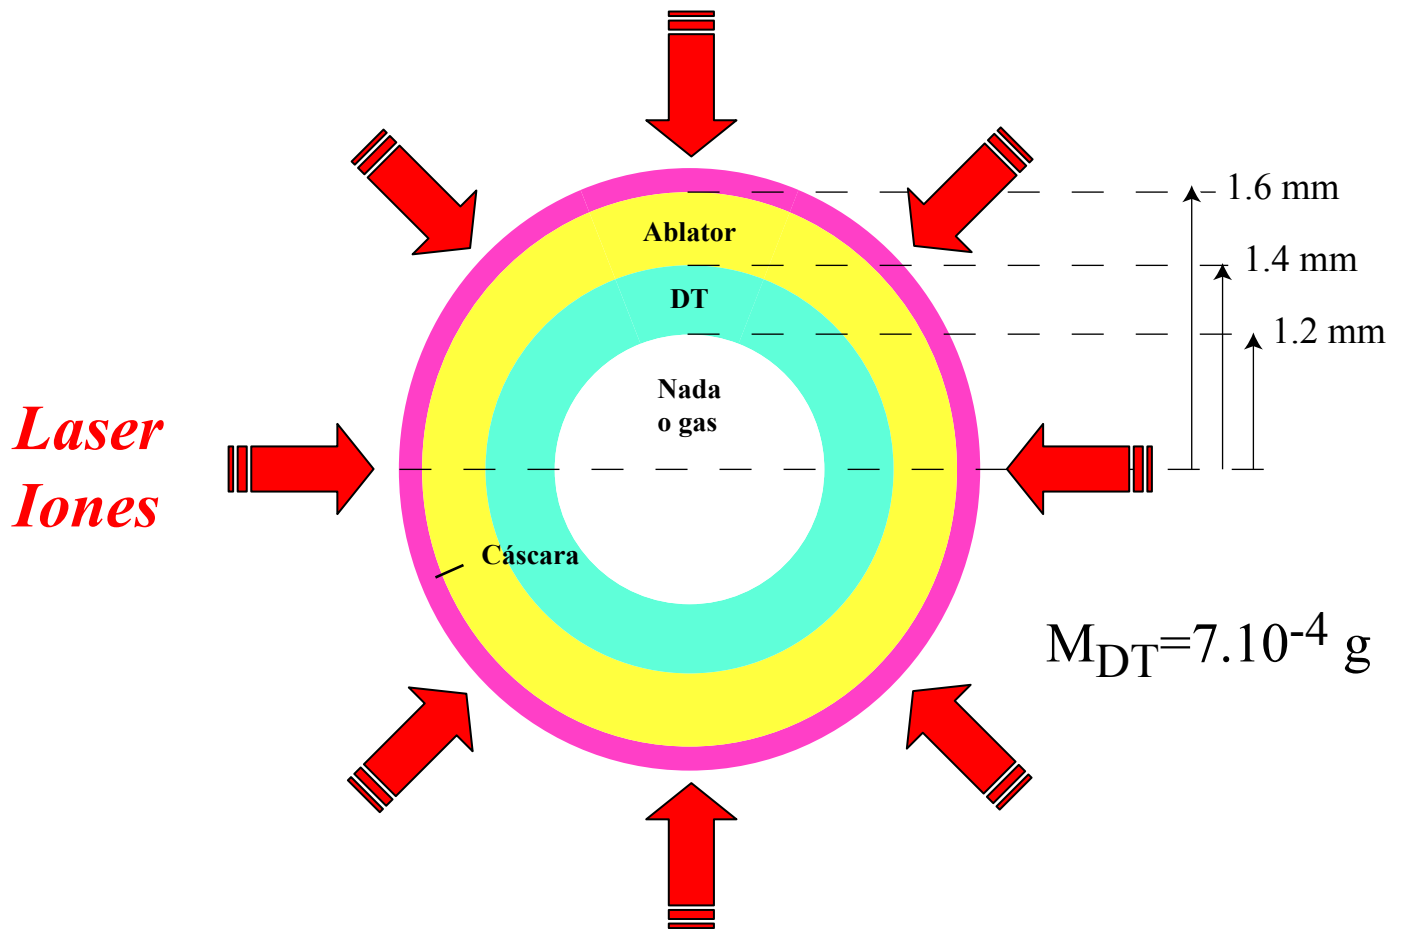 1.6 mm
Ablator
1.4 mm
DT
1.2 mm
Nada
o gas
Laser
Iones
Cáscara
M_DT=7.10^-4 g